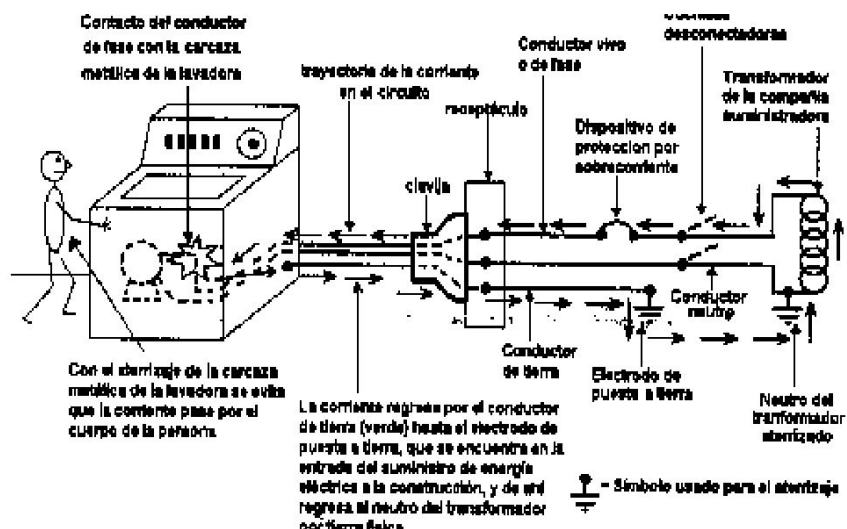 Contacto del conductor
de fase con la carcaza
metálica de la lavadora
trayectoria de la corriente
en el circuito
receptáculo
clavija
Conductor vivo
o de fase
desconectadoras
Dispositivo de
protección por
sobrecorriente
Transformador
de la compañía
suministradora
Conductor
neutro
Conductor
de tierra
Electrodo de
puesta a tierra
Neutro del
tranformador
aterrizado
Con el aterrizaje de la carcaza
metálica de la lavadora se evita
que la corriente pase por el
cuerpo de la persona
La corriente regresa por el conductor
de tierra (verde) hasta el electrodo de
puesta a tierra, que se encuentra en la
entrada del suministro de energía
eléctrica a la construcción, y de ahí
regresa al neutro del transformador
por tierra física
- Símbolo usado para el aterrizaje